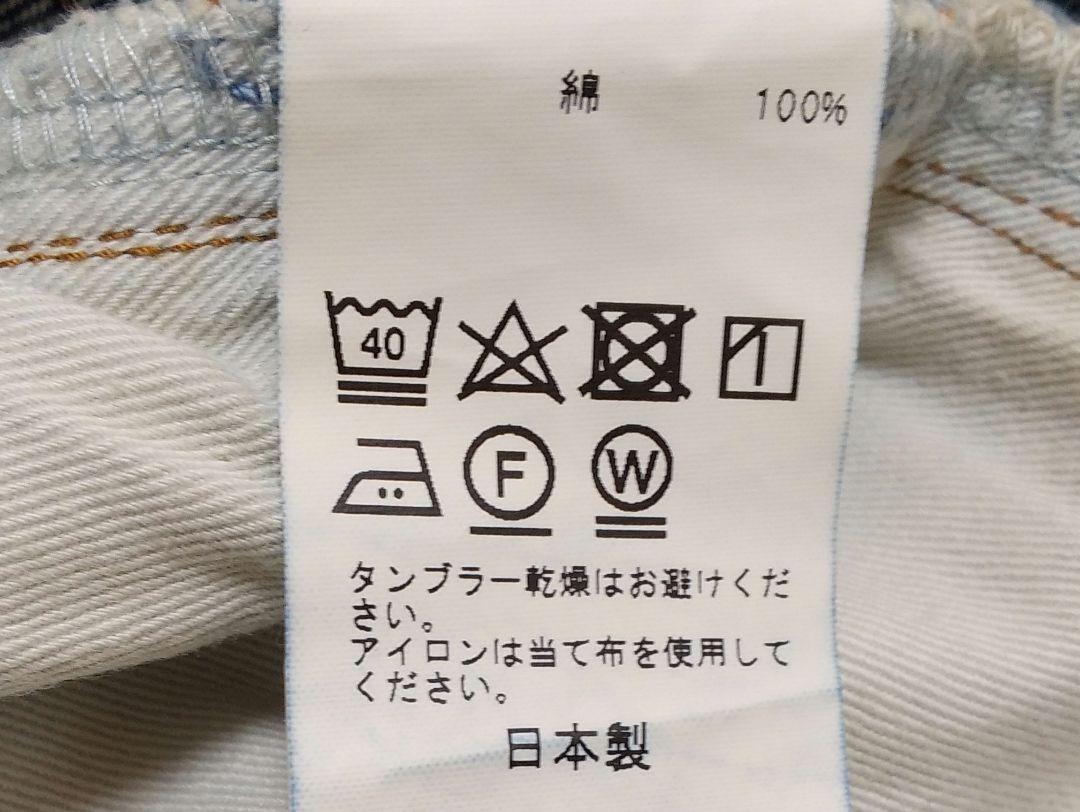 綿 100%
40
F W
タンブラー乾燥はお避けくだ
さい。
アイロンは当て布を使用して
ください。
日本製